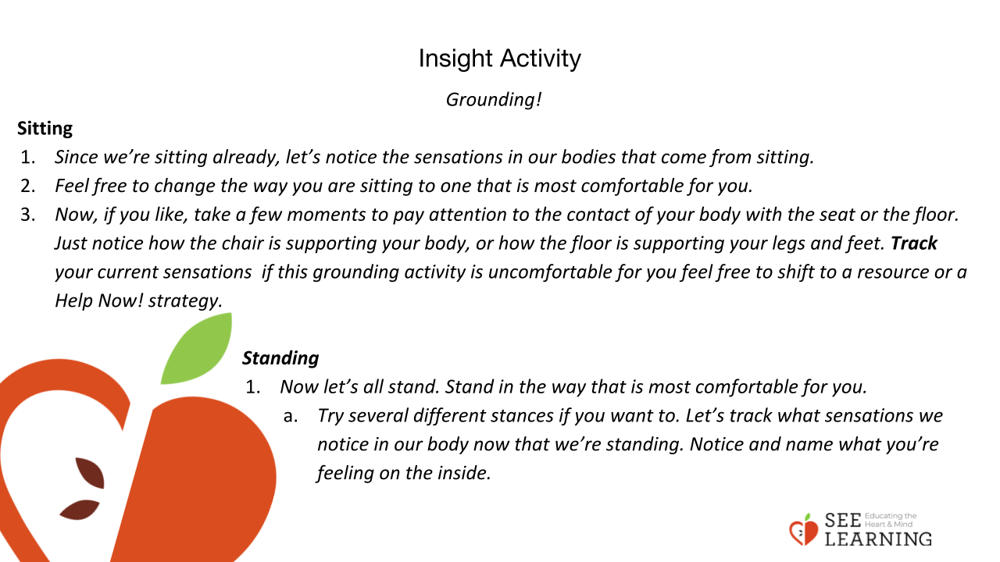 Insight Activity
Grounding!
Sitting
1. Since we’re sitting already, let’s notice the sensations in our bodies that come from sitting.
2. Feel free to change the way you are sitting to one that is most comfortable for you.
3. Now, if you like, take a few moments to pay attention to the contact of your body with the seat or the floor.
Just notice how the chair is supporting your body, or how the floor is supporting your legs and feet. Track
your current sensations  if this grounding activity is uncomfortable for you feel free to shift to a resource or a
Help Now! strategy.
Standing
1. Now let’s all stand. Stand in the way that is most comfortable for you.
a. Try several different stances if you want to. Let’s track what sensations we
notice in our body now that we’re standing. Notice and name what you’re
feeling on the inside.
SEE Educating the
Heart & Mind
LEARNING